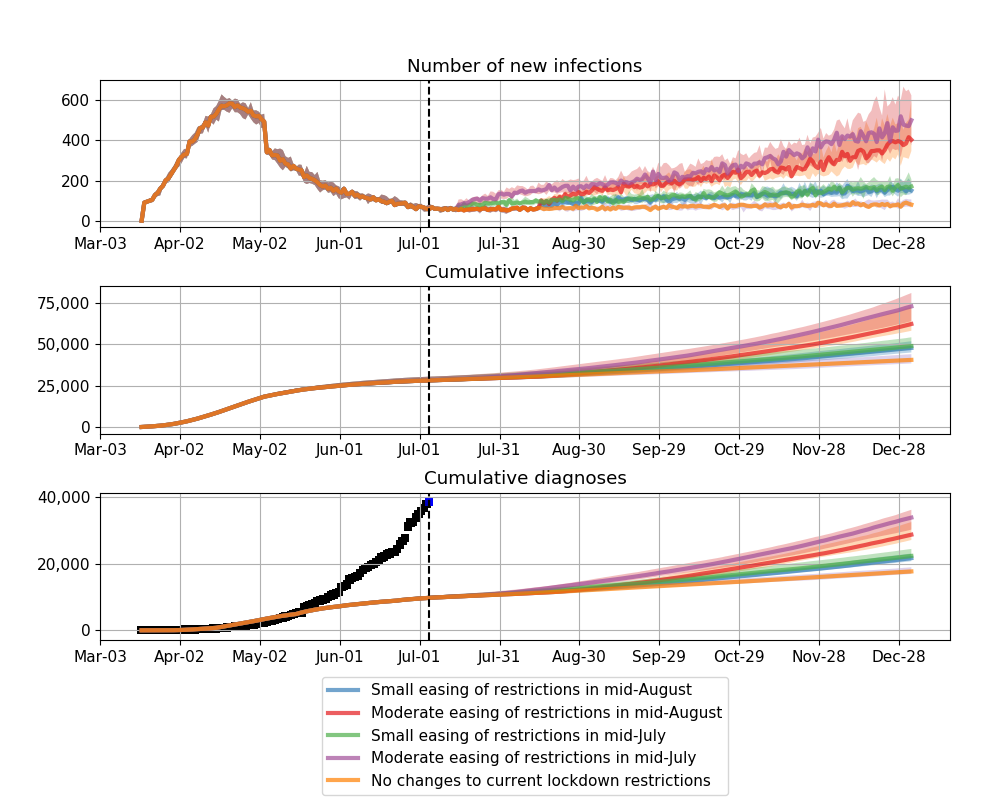 Number of new infections
600
400
200
0
Mar-03 Apr-02 May-02 Jun-01 Jul-01 Jul-31 Aug-30 Sep-29 Oct-29 Nov-28 Dec-28
Cumulative infections
75,000
50,000
25,000
0
Mar-03 Apr-02 May-02 Jun-01 Jul-01 Jul-31 Aug-30 Sep-29 Oct-29 Nov-28 Dec-28
Cumulative diagnoses
40,000
20,000
0
Mar-03 Apr-02 May-02 Jun-01 Jul-01 Jul-31 Aug-30 Sep-29 Oct-29 Nov-28 Dec-28
Small easing of restrictions in mid-August
Moderate easing of restrictions in mid-August
Small easing of restrictions in mid-July
Moderate easing of restrictions in mid-July
No changes to current lockdown restrictions